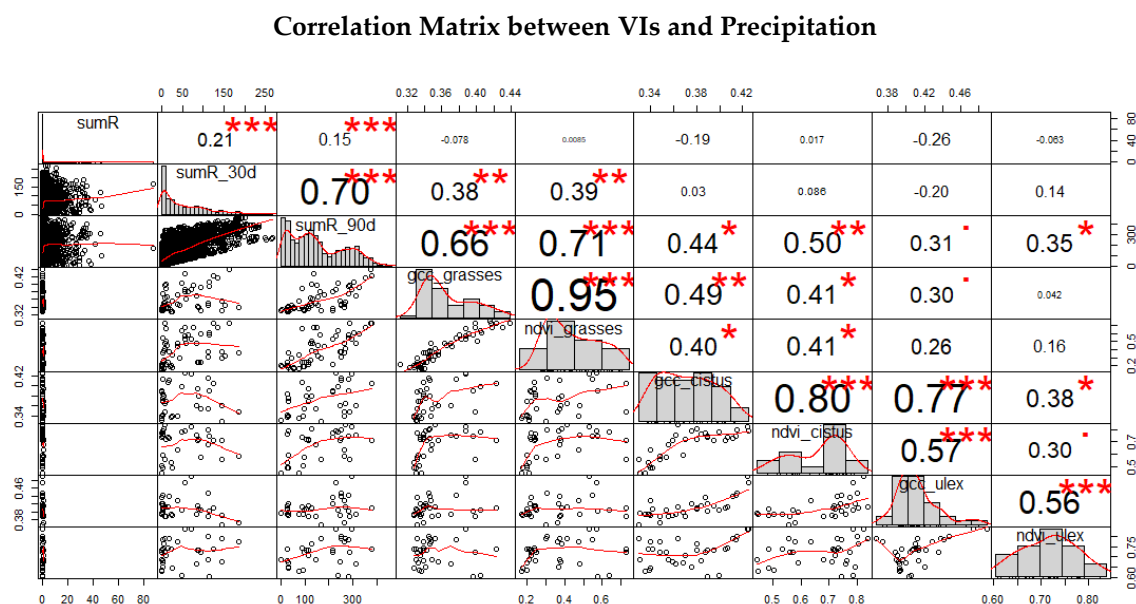 Correlation Matrix between VIs and Precipitation
0 50 150 250 0.32 0.36 0.40 0.44 0.34 0.38 0.42 0.38 0.42 0.46
sumR 0.21 *** 0.15 *** -0.078 0.0085 -0.19 0.017 -0.26 -0.063 0 40 80
0 150 sumR_30d 0.70 *** 0.38 ** 0.39 ** 0.03 0.086 -0.20 0.14
sumR_90d 0.66 *** 0.71 *** 0.44 * 0.50 ** 0.31 . 0.35 * 0 300
0.32 0.42 gcc_grasses 0.95 *** 0.49 ** 0.41 * 0.30 . 0.042
ndvi_grasses 0.40 * 0.41 * 0.26 0.16 0.2 0.5
0.34 0.42 gcc_cistus 0.80 *** 0.77 *** 0.38 *
ndvi_cistus 0.57 *** 0.30 . 0.5 0.7
0.38 0.46 gcc_ulex 0.56 ***
ndvi_ulex 0.60 0.75
0 20 40 60 80 0 100 300 0.2 0.4 0.6 0.5 0.6 0.7 0.8 0.60 0.70 0.80